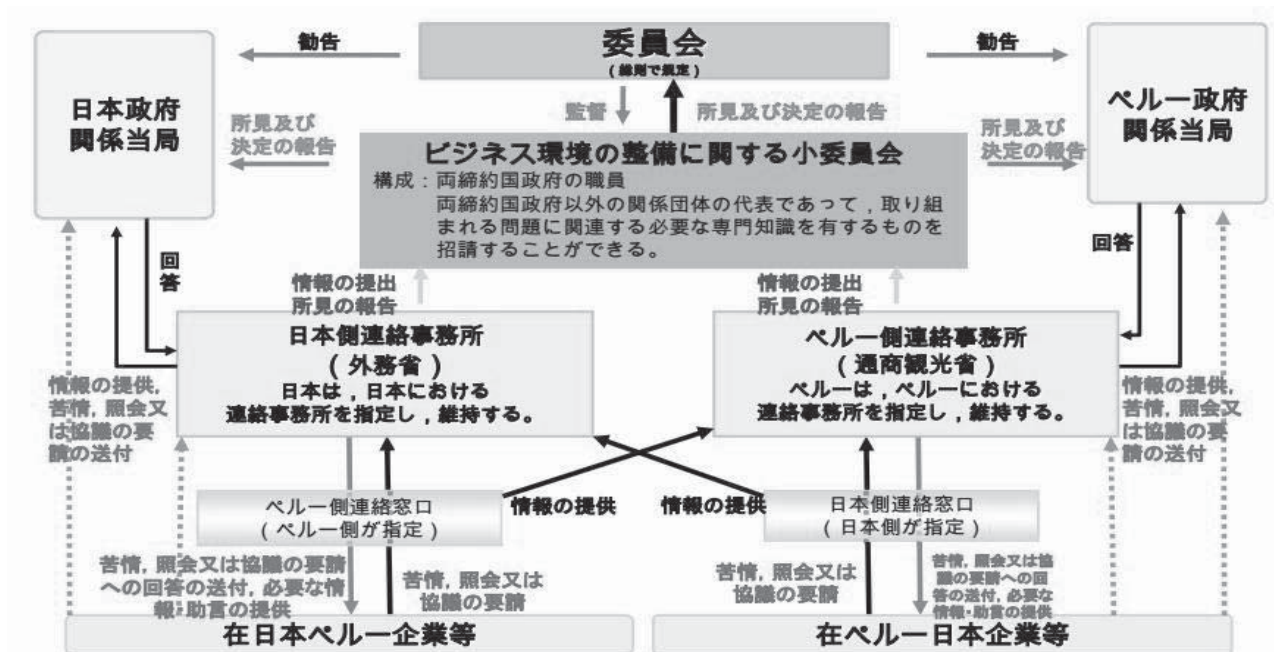 勧告
委員会
(総則で規定)
勧告
日本政府
関係当局
ペルー政府
関係当局
監督
所見及び決定の報告
所見及び
決定の報告
所見及び
決定の報告
ビジネス環境の整備に関する小委員会
構成：両締約国政府の職員
両締約国政府以外の関係団体の代表であって，取り組
まれる問題に関連する必要な専門知識を有するものを
招請することができる。
回
答
回答
情報の提出
所見の報告
情報の提出
所見の報告
日本側連絡事務所
(外務省)
日本は，日本における
連絡事務所を指定し，維持する。
ペルー側連絡事務所
(通商観光省)
ペルーは，ペルーにおける
連絡事務所を指定し，維持する。
情報の提供，
苦情，照会又
は協議の要
請の送付
情報の提供，
苦情，照会又
は協議の要
請の送付
ペルー側連絡窓口
(ペルー側が指定)
情報の提供
情報の提供
日本側連絡窓口
(日本側が指定)
苦情，照会又は協議の要請
への回答の送付，必要な情
報・助言の提供
苦情，照会又は
協議の要請
苦情，照会又は
協議の要請
苦情，照会又は協
議の要請への回
答の送付，必要な
情報・助言の提供
在日本ペルー企業等
在ペルー日本企業等